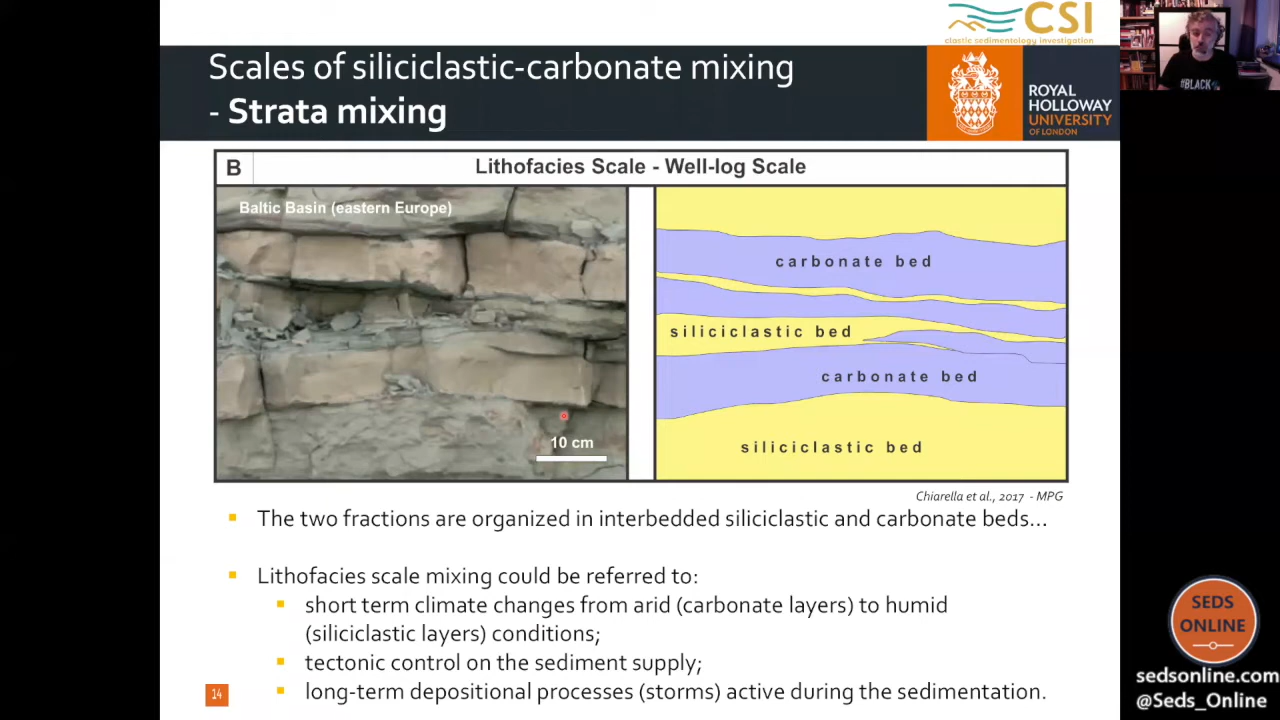 CSI
clastic sedimentology investigation
Scales of siliciclastic-carbonate mixing
- Strata mixing
ROYAL
HOLLOWAY
UNIVERSITY
OF LONDON
#BLACK
B
Lithofacies Scale - Well-log Scale
Baltic Basin (eastern Europe)
10 cm
carbonate bed
siliciclastic bed
carbonate bed
siliciclastic bed
Chiarella et al., 2017 - MPG
▪ The two fractions are organized in interbedded siliciclastic and carbonate beds...
▪ Lithofacies scale mixing could be referred to:
▪ short term climate changes from arid (carbonate layers) to humid
(siliciclastic layers) conditions;
▪ tectonic control on the sediment supply;
▪ long-term depositional processes (storms) active during the sedimentation.
14
SEDS
ONLINE
sedsonline.com
@Seds_Online